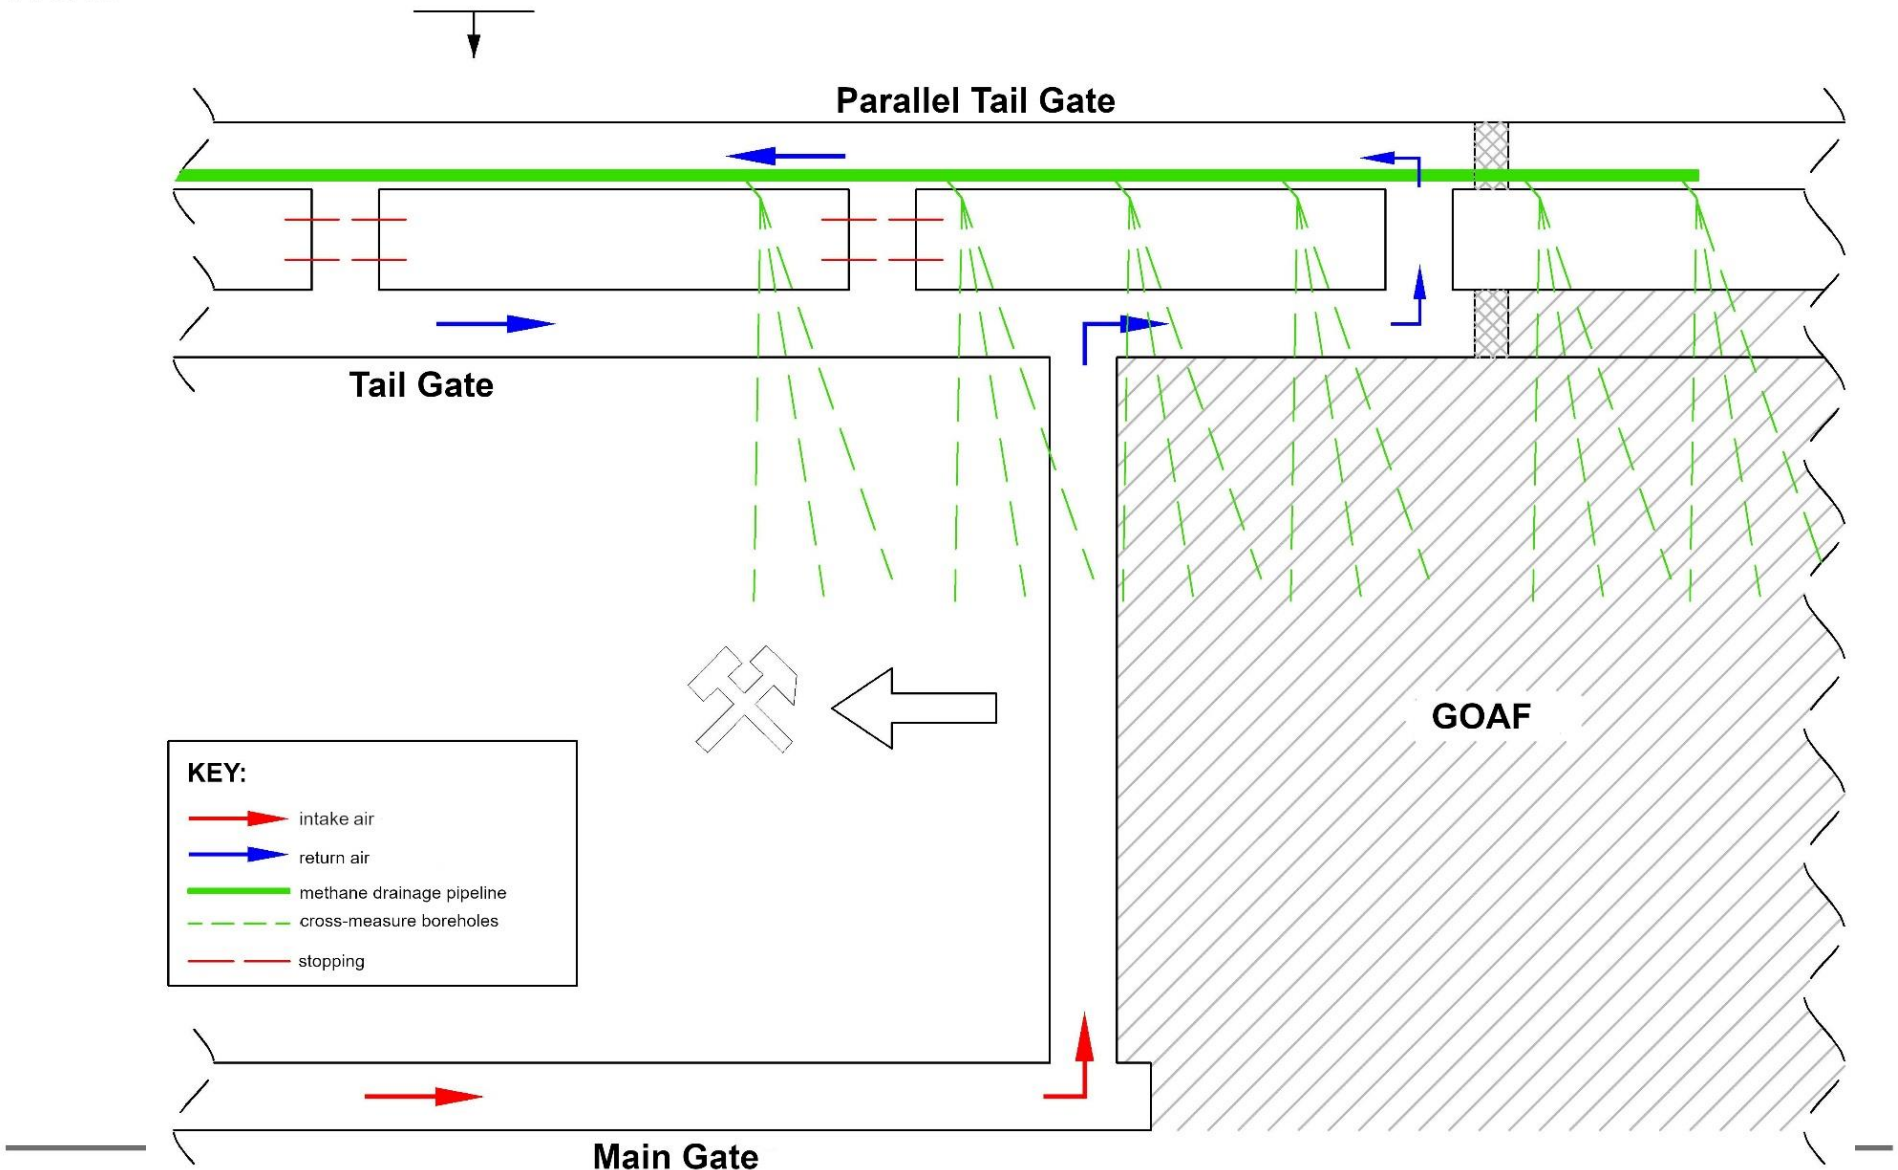 Parallel Tail Gate
Tail Gate
GOAF
KEY:
intake air
return air
methane drainage pipeline
cross-measure boreholes
stopping
Main Gate